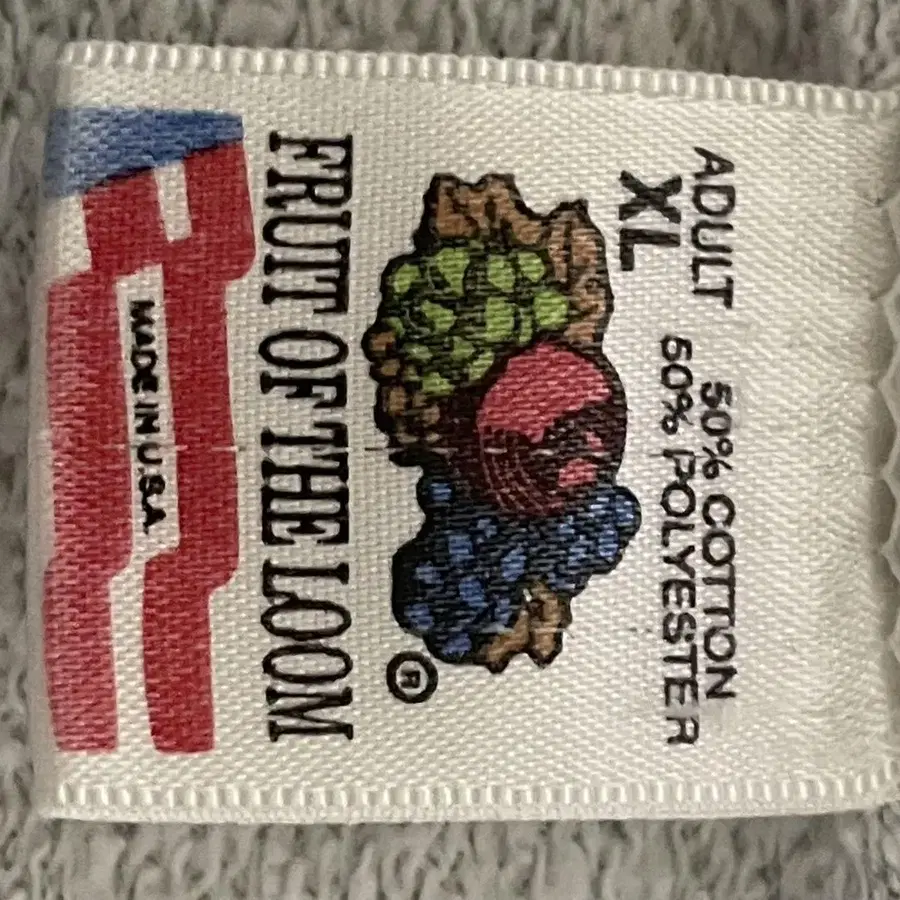 ADULT 50% COTTON
XL 50% POLYESTER
®
FRUIT OF THE LOOM
MADE IN U.S.A